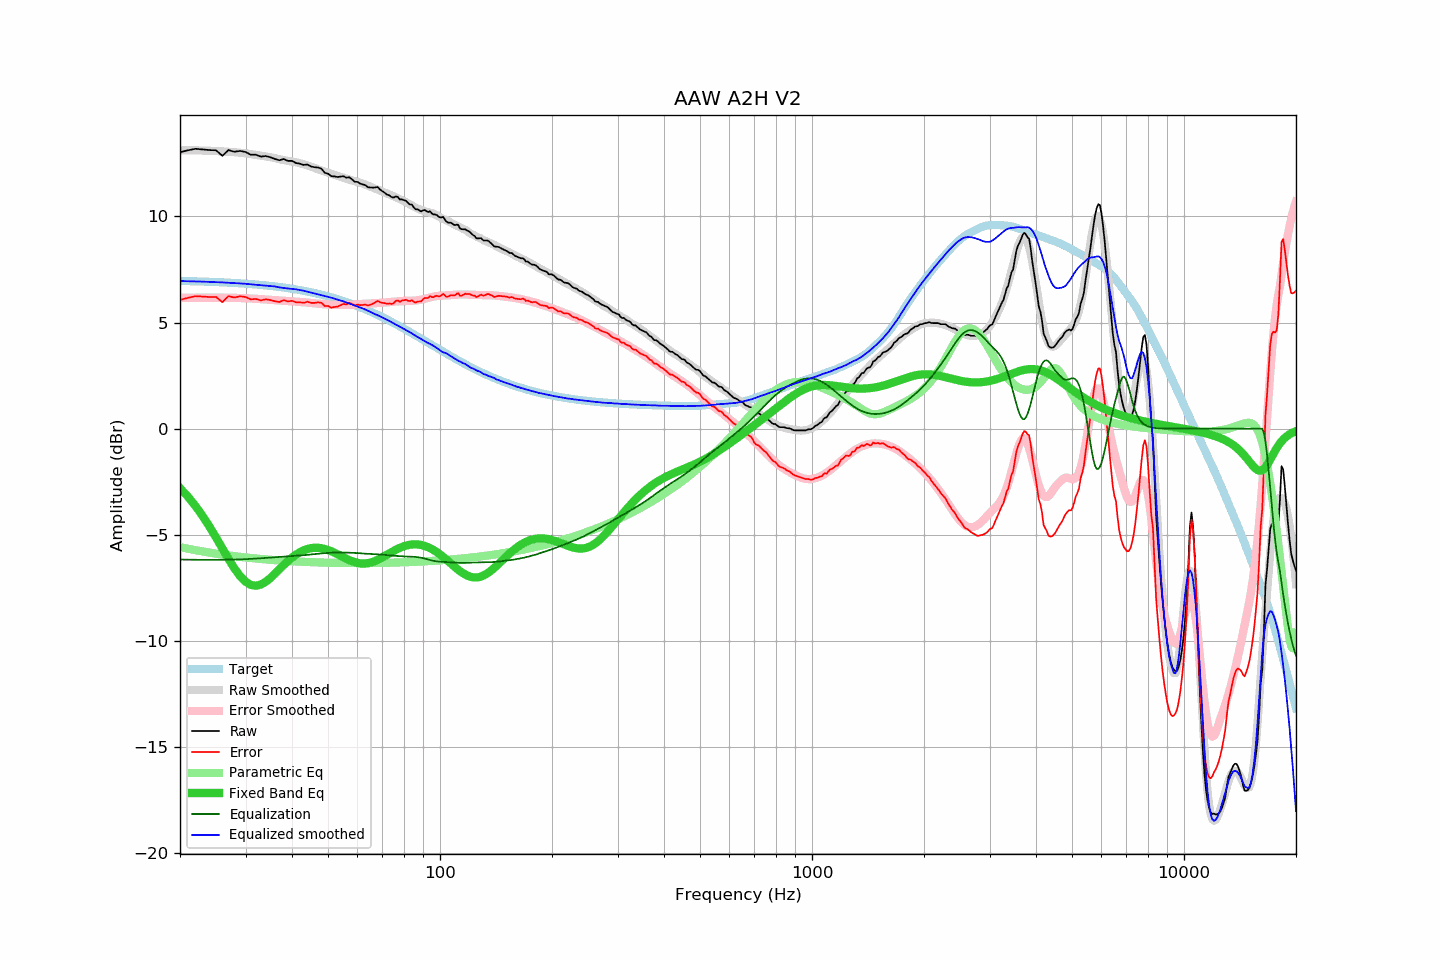 AAW A2H V2
Amplitude (dBr)
10
5
0
−5
−10
−15
−20
Target
Raw Smoothed
Error Smoothed
Raw
Error
Parametric Eq
Fixed Band Eq
Equalization
Equalized smoothed
100
1000
10000
Frequency (Hz)